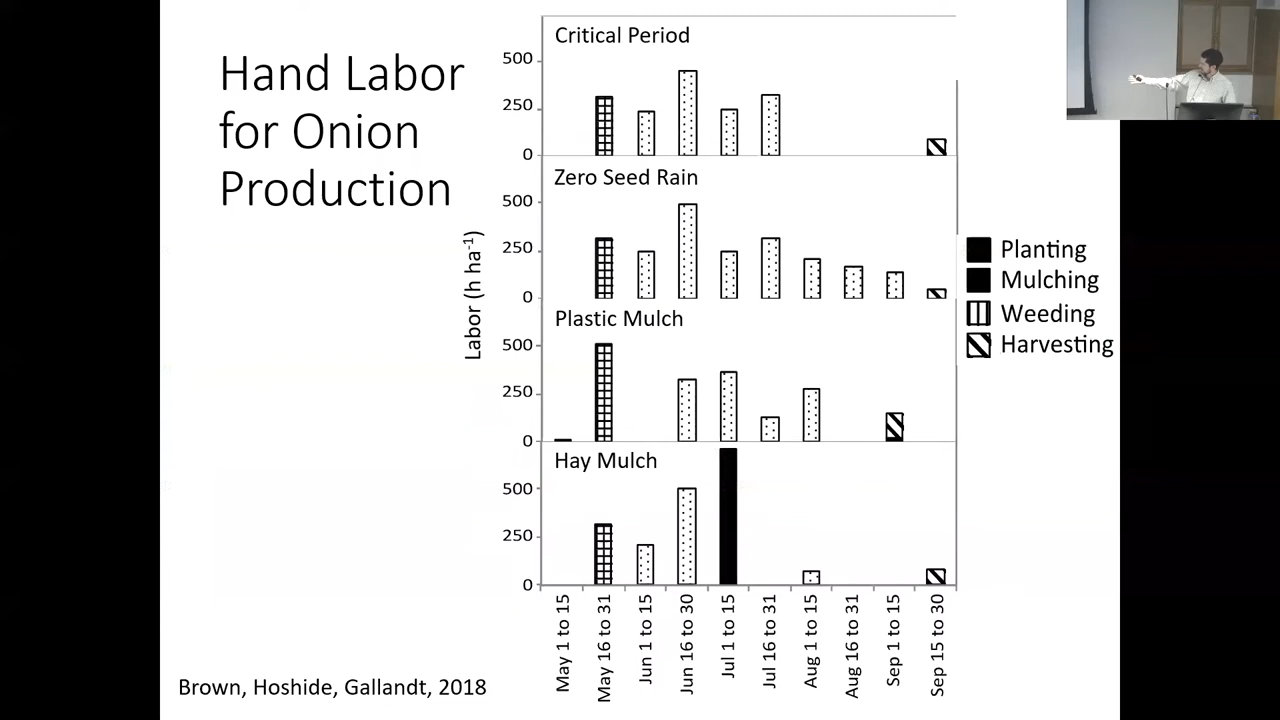 Hand Labor
for Onion
Production
Labor (h ha⁻¹)
Critical Period
500
250
0
Zero Seed Rain
500
250
0
Plastic Mulch
500
250
0
Hay Mulch
500
250
0
May 1 to 15
May 16 to 31
Jun 1 to 15
Jun 16 to 30
Jul 1 to 15
Jul 16 to 31
Aug 1 to 15
Aug 16 to 31
Sep 1 to 15
Sep 15 to 30
Planting
Mulching
Weeding
Harvesting
Brown, Hoshide, Gallandt, 2018